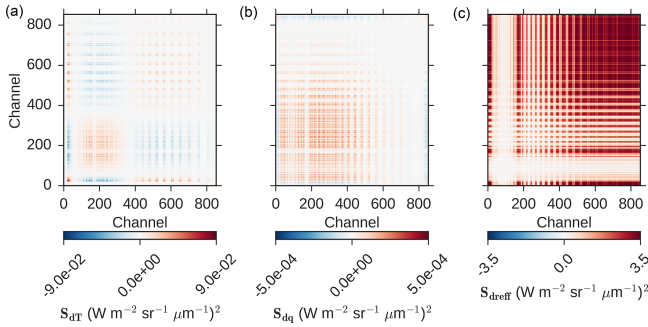 (a)
Channel
800
600
400
200
0
0 200 400 600 800
Channel
-9.0e-02 0.0e+00 9.0e-02
S_dT (W m⁻² sr⁻¹ μm⁻¹)²
(b)
0 200 400 600 800
Channel
-5.0e-04 0.0e+00 5.0e-04
S_dq (W m⁻² sr⁻¹ μm⁻¹)²
(c)
0 200 400 600 800
Channel
-3.5 0.0 3.5
S_dreff (W m⁻² sr⁻¹ μm⁻¹)²